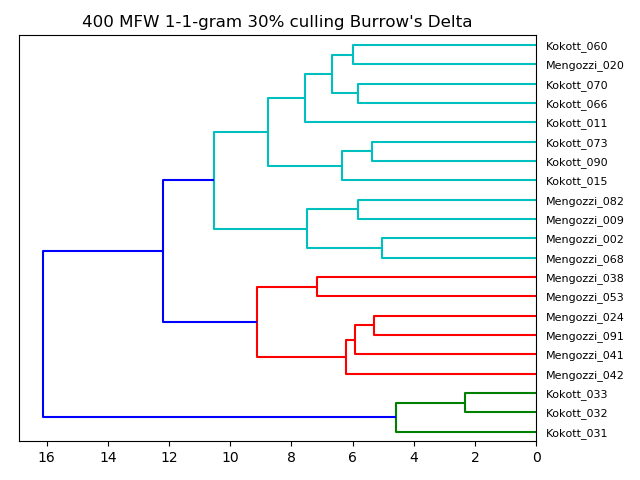 400 MFW 1-1-gram 30% culling Burrow's Delta
Kokott_060
Mengozzi_020
Kokott_070
Kokott_066
Kokott_011
Kokott_073
Kokott_090
Kokott_015
Mengozzi_082
Mengozzi_009
Mengozzi_002
Mengozzi_068
Mengozzi_038
Mengozzi_053
Mengozzi_024
Mengozzi_091
Mengozzi_041
Mengozzi_042
Kokott_033
Kokott_032
Kokott_031
16 14 12 10 8 6 4 2 0